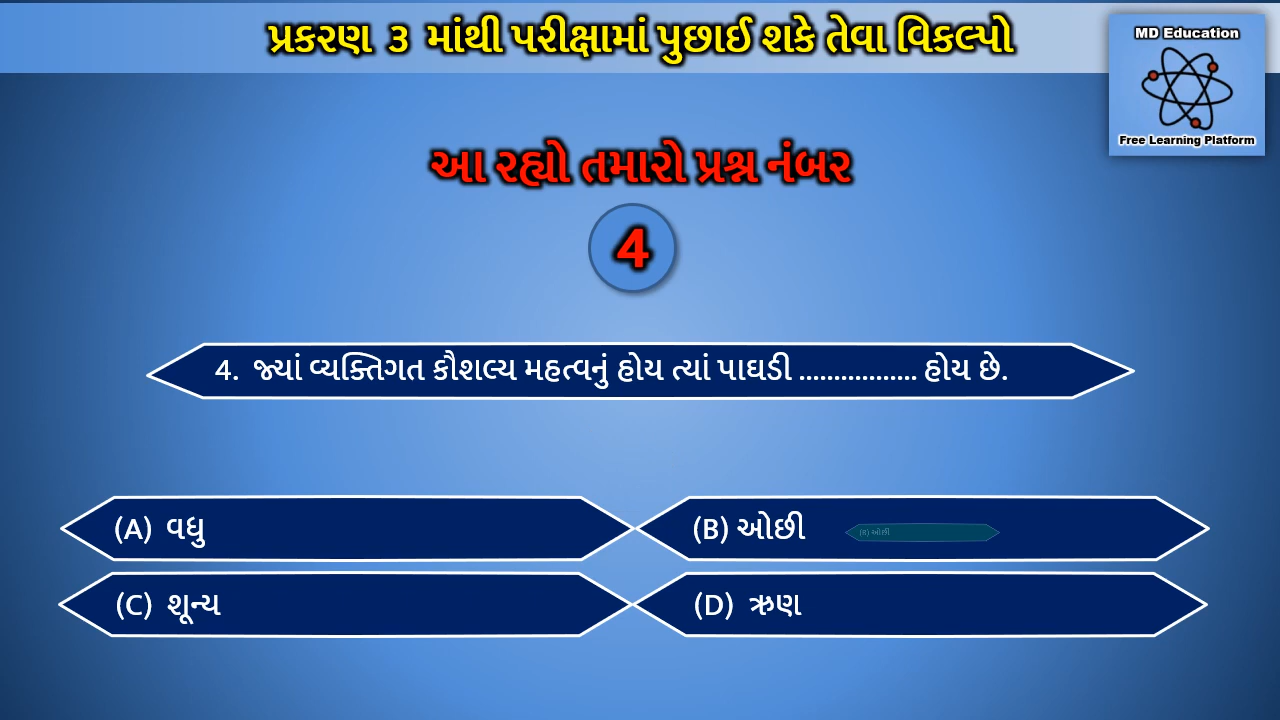 પ્રકરણ 3 માંથી પરીક્ષામાં પુછાઈ શકે તેવા વિકલ્પો
MD Education
Free Learning Platform
આ રહ્યો તમારો પ્રશ્ન નંબર
4
4. જ્યાં વ્યક્તિગત કૌશલ્ય મહત્વનું હોય ત્યાં પાઘડી ................. હોય છે.
(A) વધુ
(B) ઓછી
(B) ઓછી
(C) શૂન્ય
(D) ઋણ